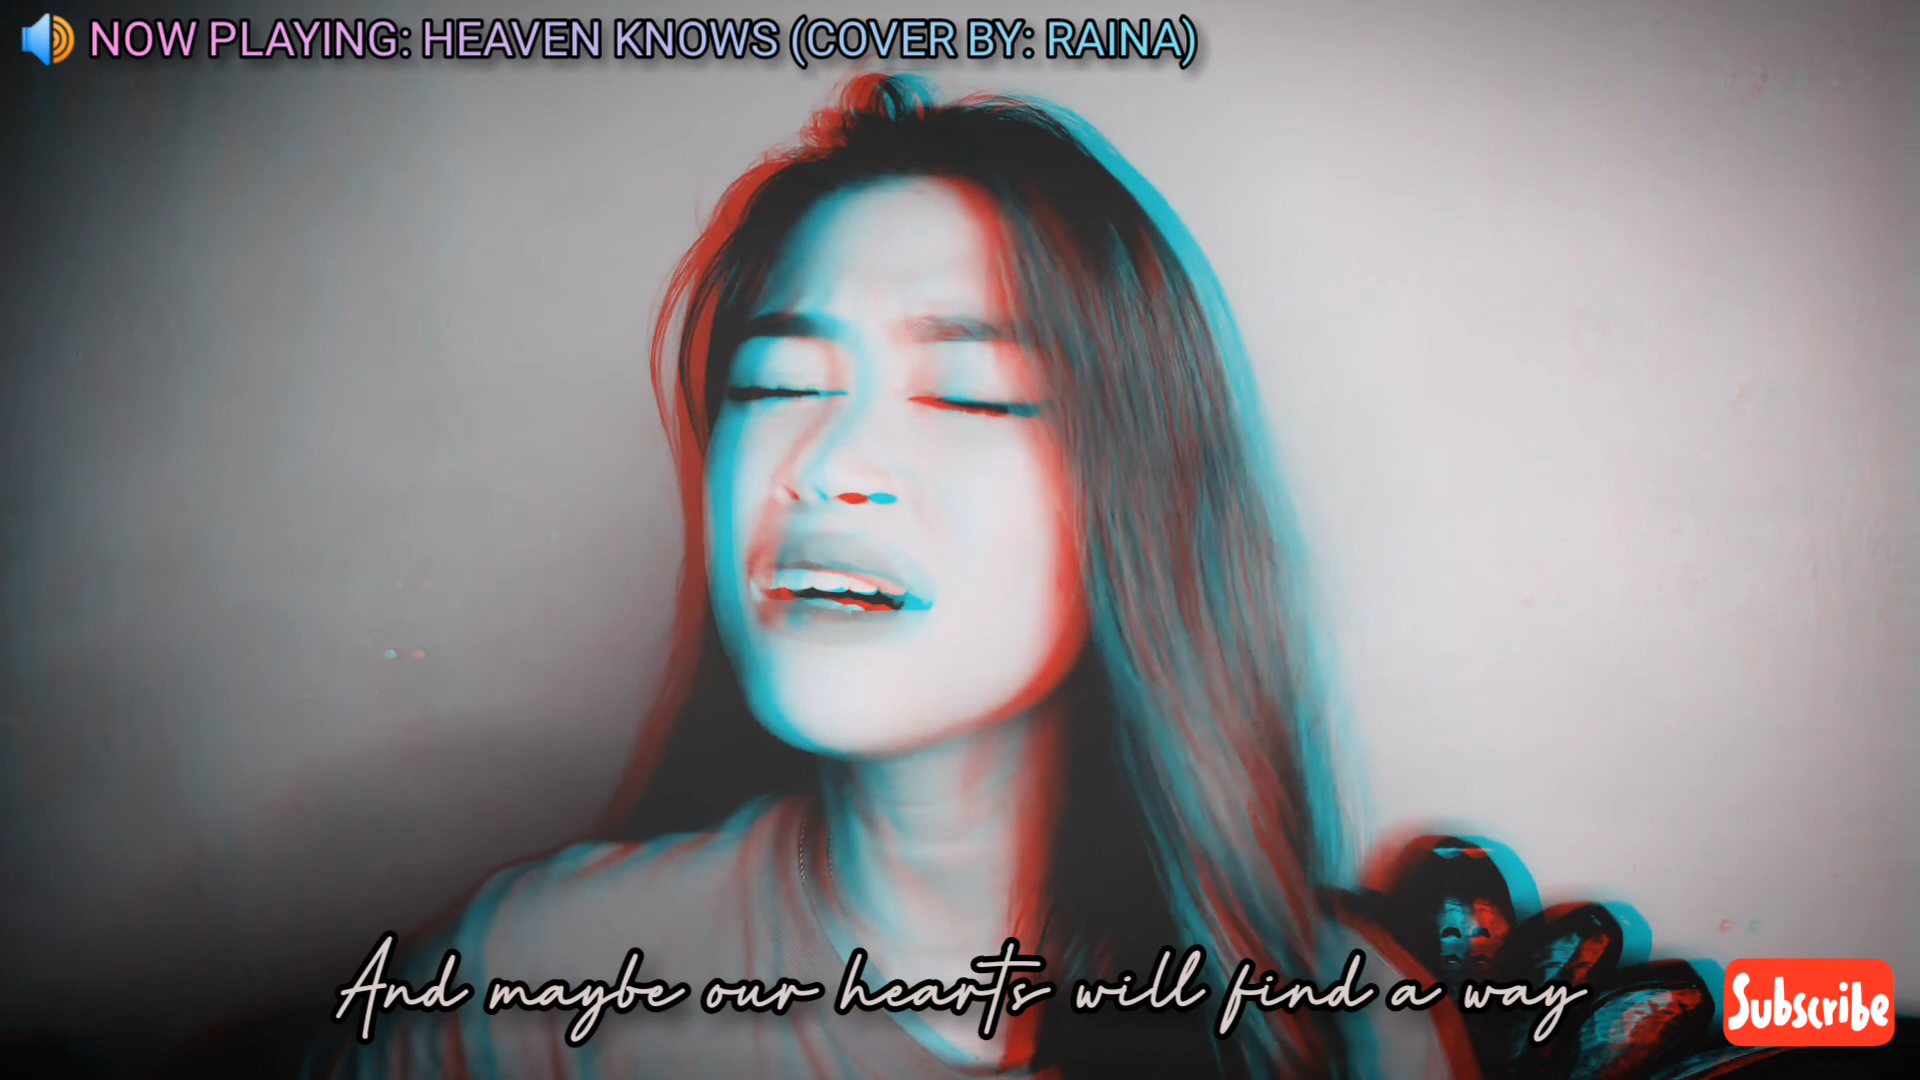 NOW PLAYING: HEAVEN KNOWS (COVER BY: RAINA)
And maybe our hearts will find a way
Subscribe